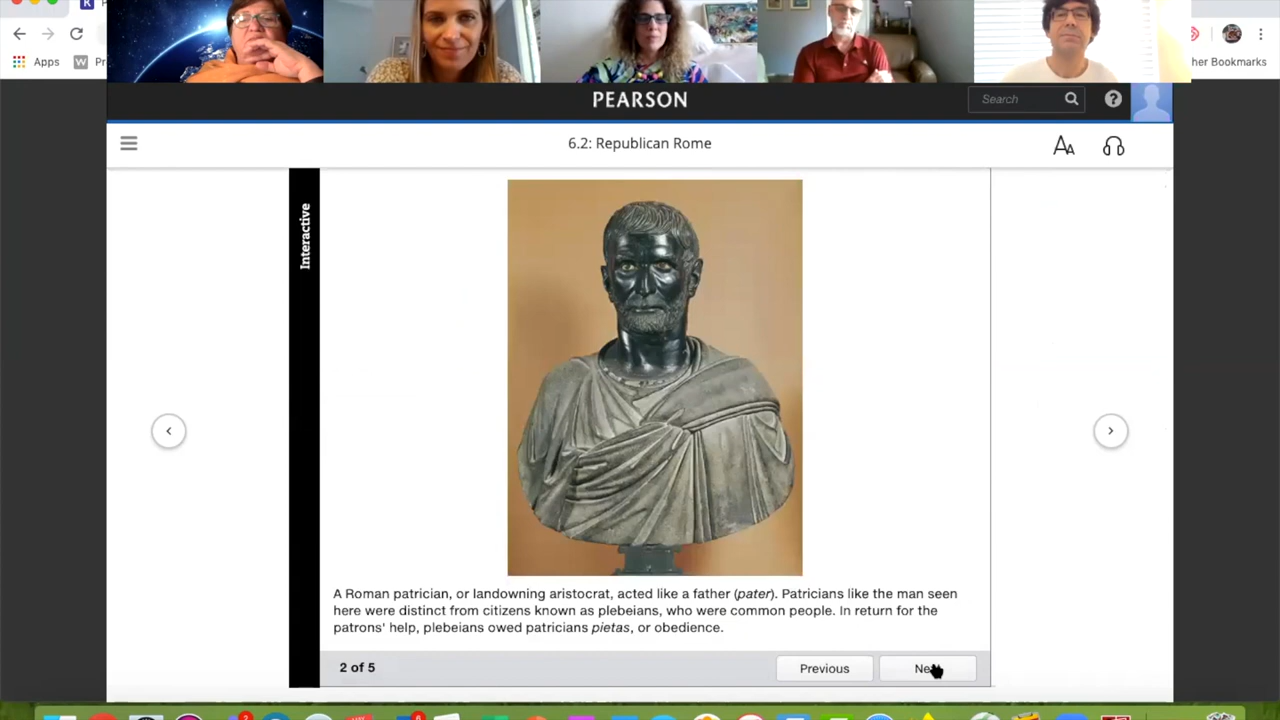 Apps
her Bookmarks
PEARSON
Search
?
6.2: Republican Rome
AA
Interactive
A Roman patrician, or landowning aristocrat, acted like a father (pater). Patricians like the man seen
here were distinct from citizens known as plebeians, who were common people. In return for the
patrons' help, plebeians owed patricians pietas, or obedience.
2 of 5
Previous